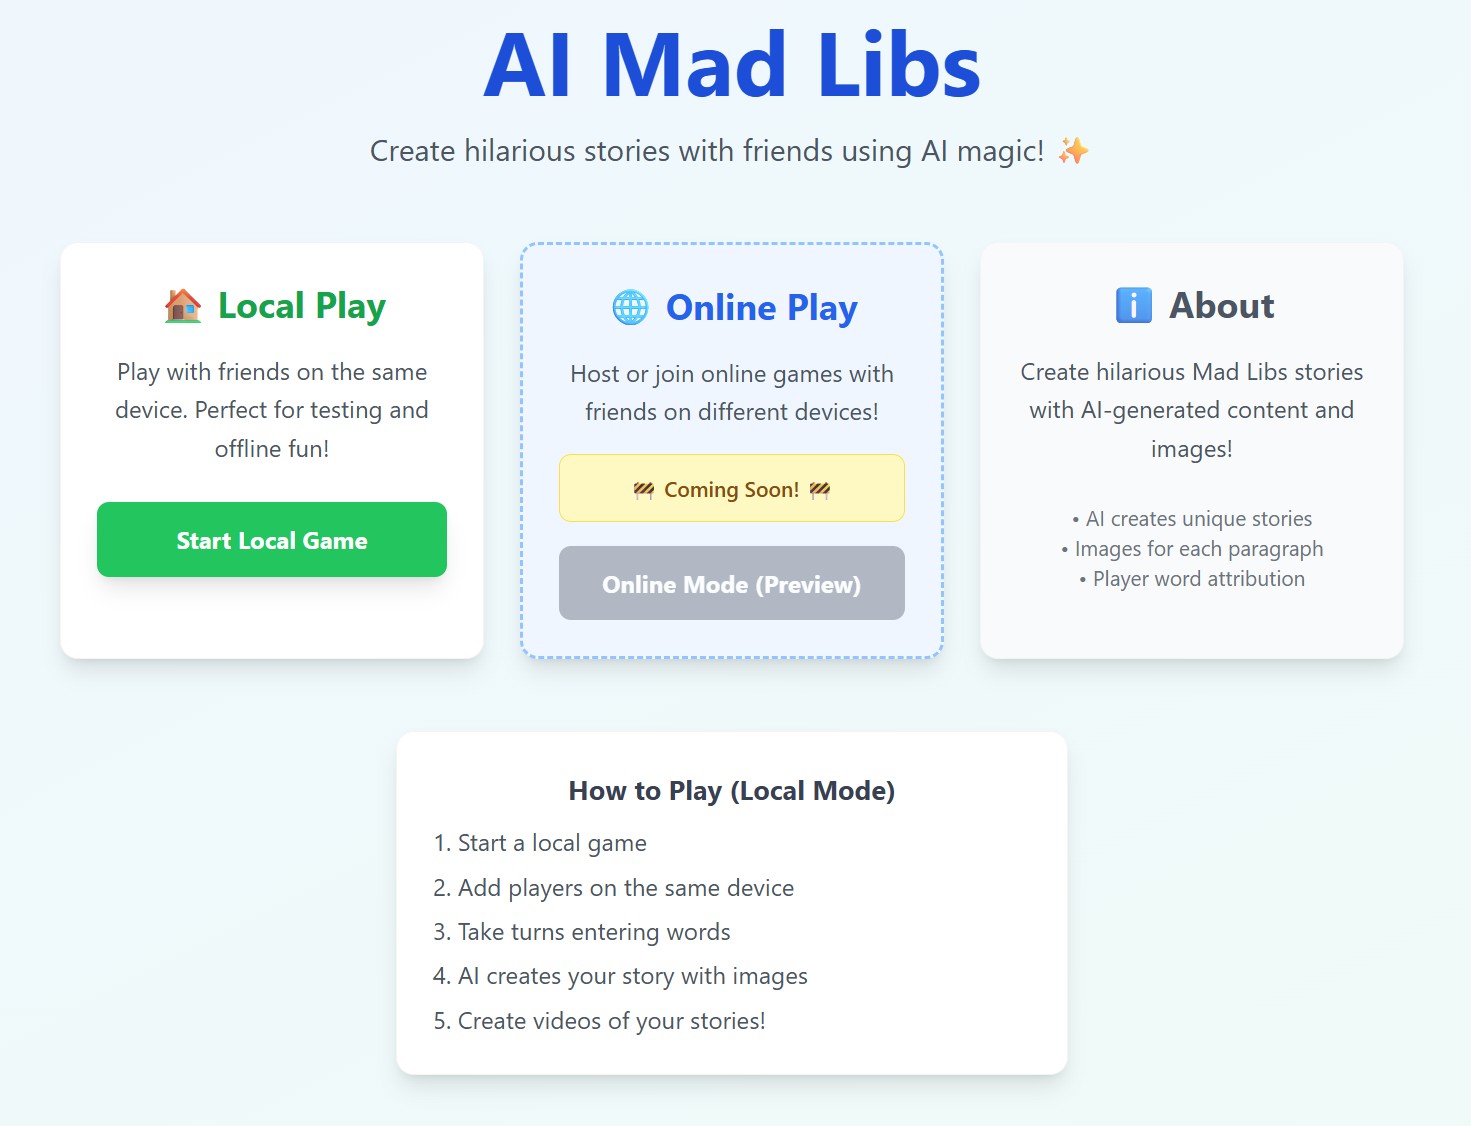 AI Mad Libs
Create hilarious stories with friends using AI magic! ✨
🏠 Local Play
Play with friends on the same
device. Perfect for testing and
offline fun!
Start Local Game
🌐 Online Play
Host or join online games with
friends on different devices!
🚧 Coming Soon! 🚧
Online Mode (Preview)
ℹ️ About
Create hilarious Mad Libs stories
with AI-generated content and
images!
• AI creates unique stories
• Images for each paragraph
• Player word attribution
How to Play (Local Mode)
1. Start a local game
2. Add players on the same device
3. Take turns entering words
4. AI creates your story with images
5. Create videos of your stories!